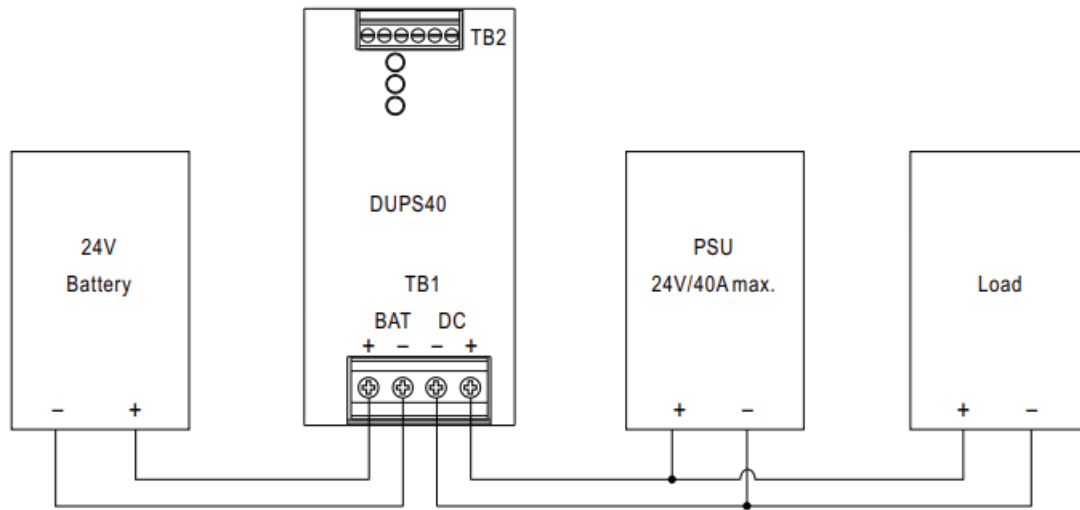 TB2
DUPS40
24V
Battery
PSU
24V/40A max.
Load
TB1
BAT DC
+ − − +
− +
+ −
+ −